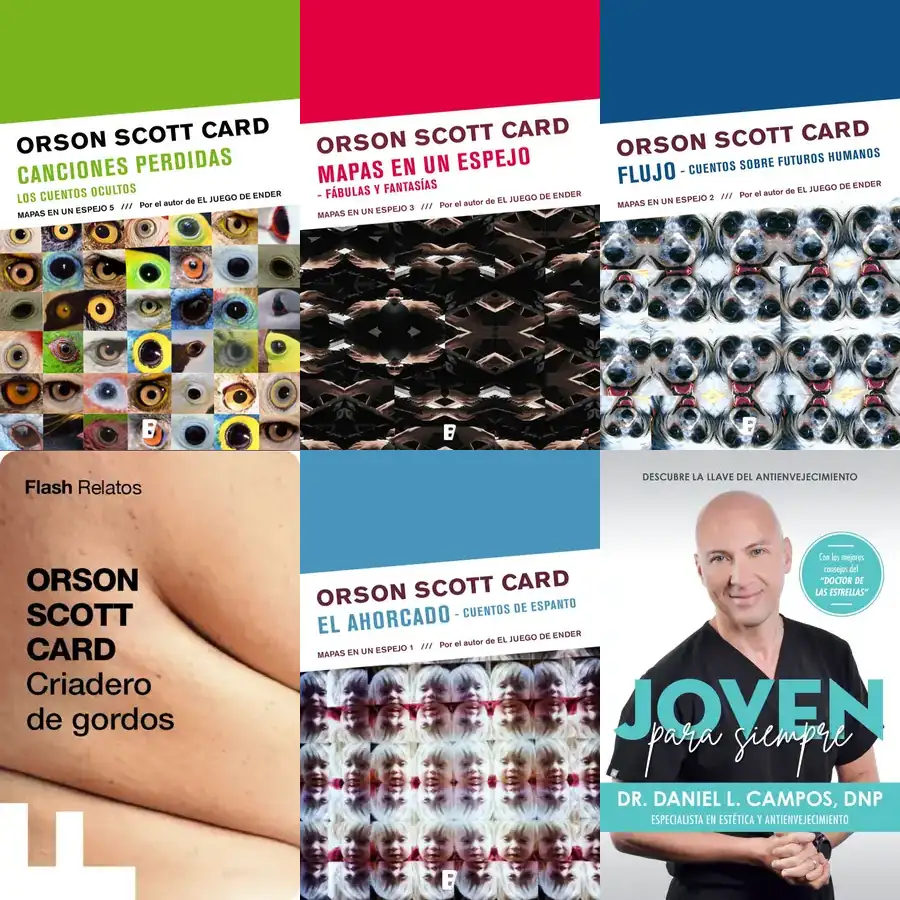 ORSON SCOTT CARD
CANCIONES PERDIDAS
LOS CUENTOS OCULTOS
MAPAS EN UN ESPEJO 5 /// Por el autor de EL JUEGO DE ENDER
B
ORSON SCOTT CARD
MAPAS EN UN ESPEJO
- FÁBULAS Y FANTASÍAS
MAPAS EN UN ESPEJO 3 /// Por el autor de EL JUEGO DE ENDER
B
ORSON SCOTT CARD
FLUJO - CUENTOS SOBRE FUTUROS HUMANOS
MAPAS EN UN ESPEJO 2 /// Por el autor de EL JUEGO DE ENDER
B
Flash Relatos
ORSON
SCOTT
CARD
Criadero
de gordos
ORSON SCOTT CARD
EL AHORCADO - CUENTOS DE ESPANTO
MAPAS EN UN ESPEJO 1 /// Por el autor de EL JUEGO DE ENDER
B
DESCUBRE LA LLAVE DEL ANTIENVEJECIMIENTO
Con los mejores
consejos del
"DOCTOR DE
LAS ESTRELLAS"
JOVEN
para siempre
DR. DANIEL L. CAMPOS, DNP
ESPECIALISTA EN ESTÉTICA Y ANTIENVEJECIMIENTO